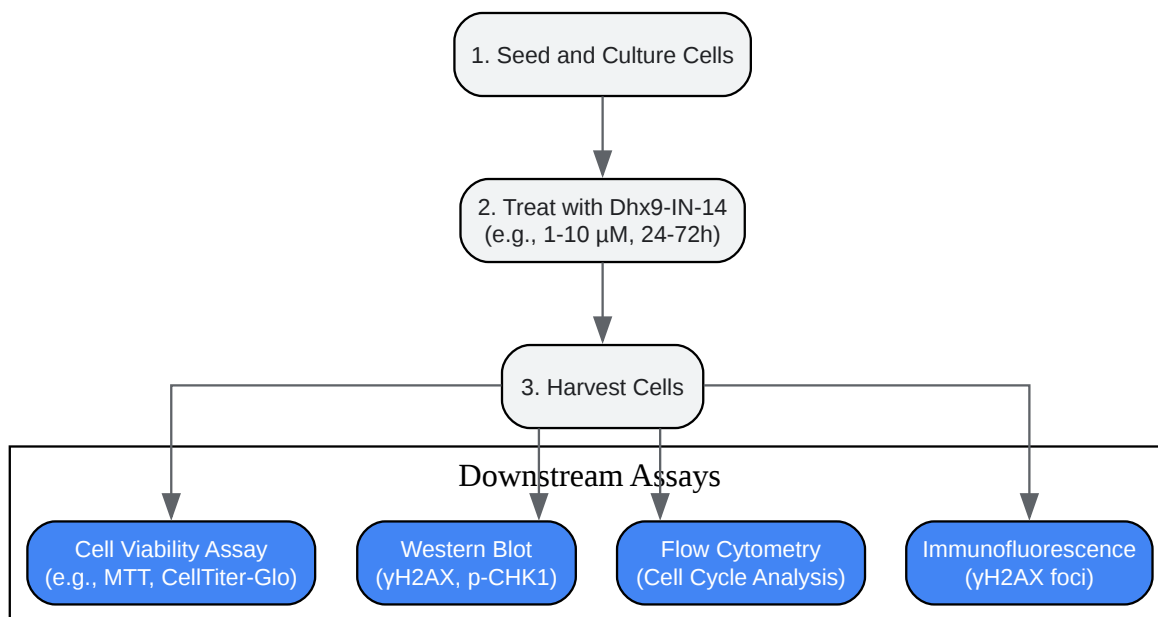 1. Seed and Culture Cells
2. Treat with Dhx9-IN-14
(e.g., 1-10 µM, 24-72h)
3. Harvest Cells
Downstream Assays
Cell Viability Assay
(e.g., MTT, CellTiter-Glo)
Western Blot
(γH2AX, p-CHK1)
Flow Cytometry
(Cell Cycle Analysis)
Immunofluorescence
(γH2AX foci)